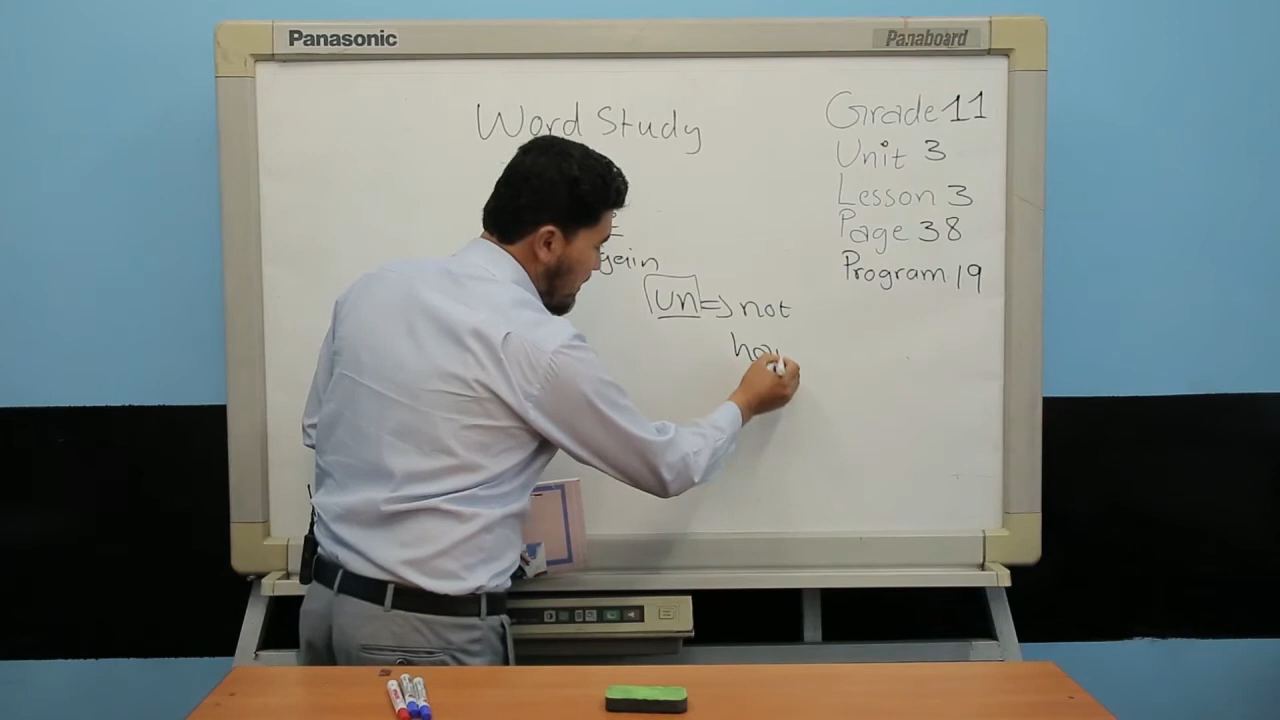 Panasonic
Panaboard
Word Study
Grade 11
Unit 3
Lesson 3
Page 38
Program 19
un => not